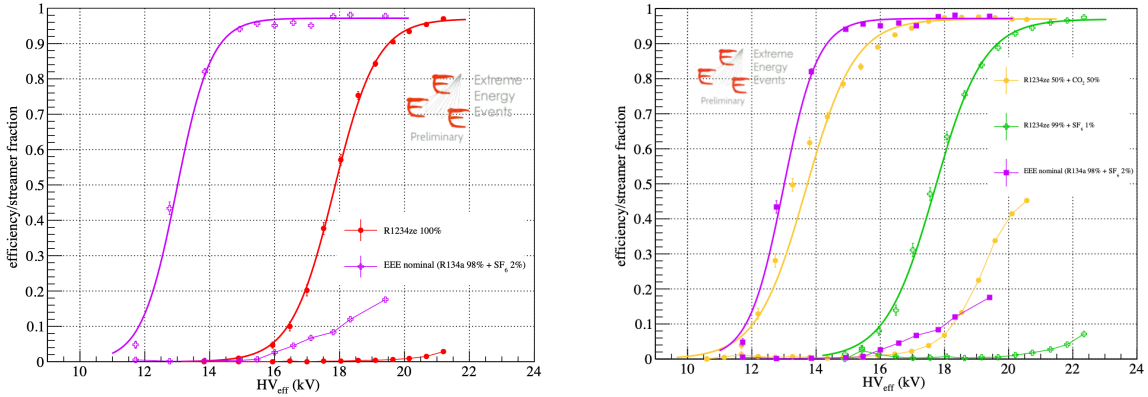 1
0.9
0.8
0.7
0.6
0.5
0.4
0.3
0.2
0.1
0
efficiency/streamer fraction
Extreme
Energy
Events
Preliminary
R1234ze 100%
EEE nominal (R134a 98% + SF6 2%)
10 12 14 16 18 20 22 24
HVeff (kV)
1
0.9
0.8
0.7
0.6
0.5
0.4
0.3
0.2
0.1
0
efficiency/streamer fraction
Extreme
Energy
Events
Preliminary
R1234ze 50% + CO2 50%
R1234ze 99% + SF6 1%
EEE nominal (R134a 98% + SF6 2%)
10 12 14 16 18 20 22 24
HVeff (kV)